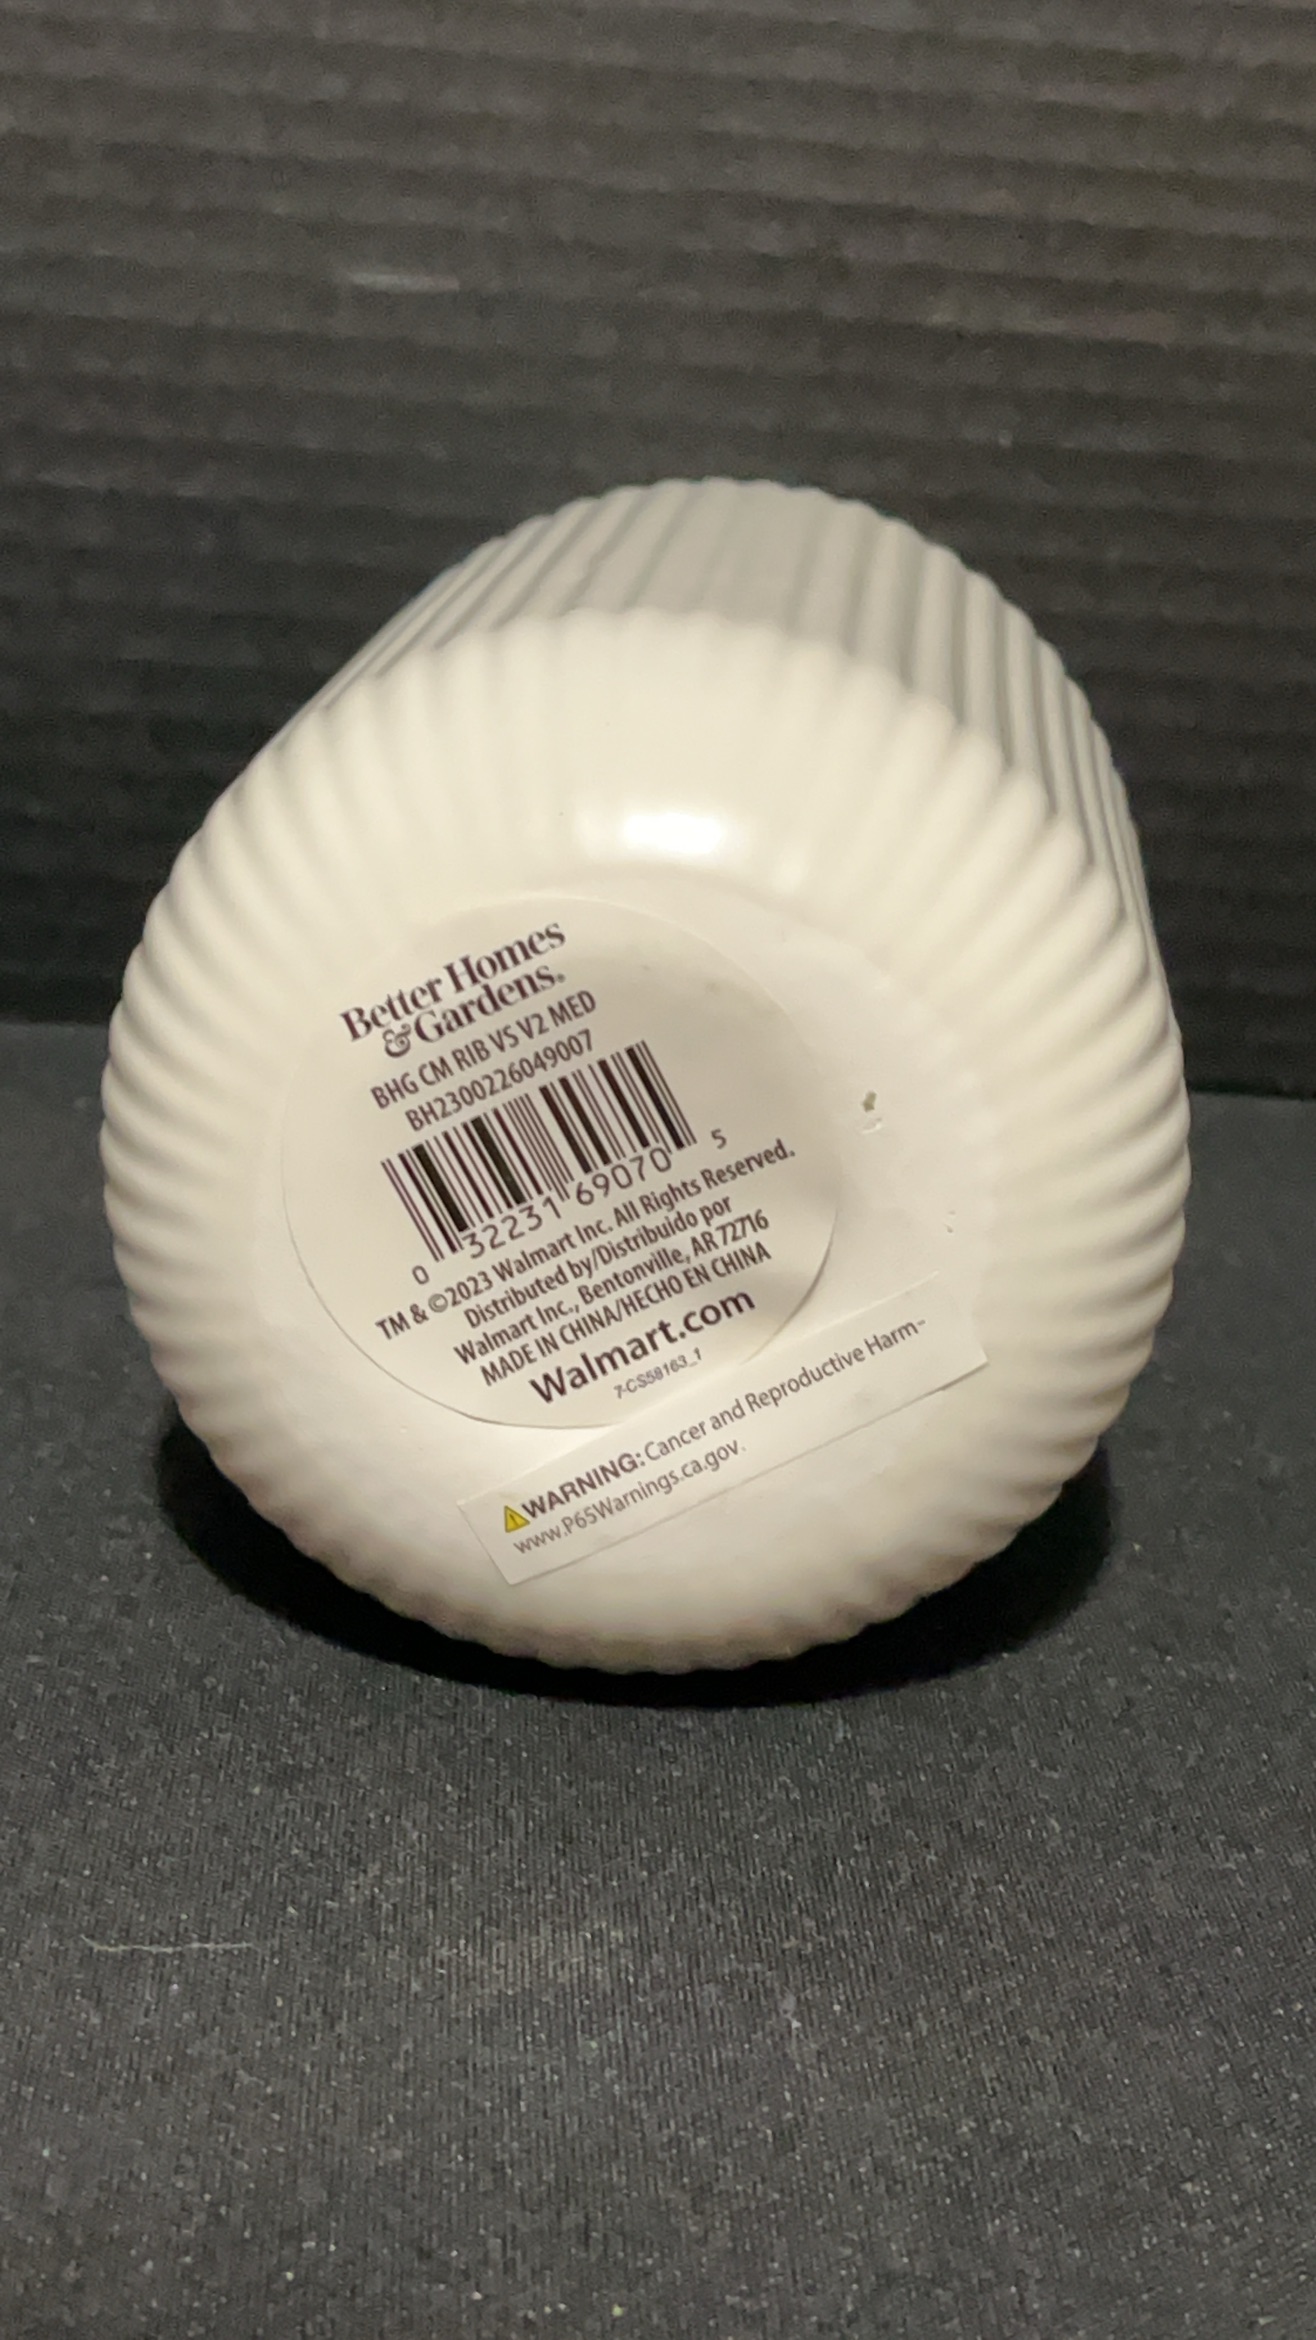 Better Homes
&Gardens.
BHG CM RIB VS V2 MED
BH2300226049007
0 32231 69070 5
TM & ©2023 Walmart Inc. All Rights Reserved.
Distributed by/Distribuido por
Walmart Inc., Bentonville, AR 72716
MADE IN CHINA/HECHO EN CHINA
Walmart.com
7-CS58163_1
⚠WARNING: Cancer and Reproductive Harm-
www.P65Warnings.ca.gov.